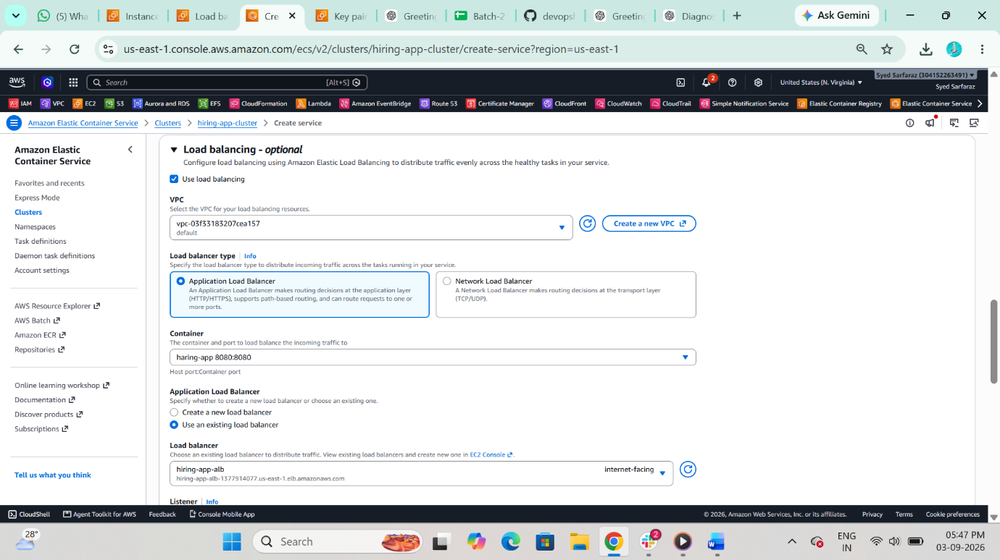 (5) Wha
Instance
Load ba
Cre
Key pair
Greeting
Batch-2
devopsh
Greeting
Diagnos
Ask Gemini
us-east-1.console.aws.amazon.com/ecs/v2/clusters/hiring-app-cluster/create-service?region=us-east-1
aws
Search
[Alt+S]
2
United States (N. Virginia)
Syed Sarfaraz (304152263491)
Syed Sarfaraz
IAM
VPC
EC2
S3
Aurora and RDS
EFS
CloudFormation
Lambda
Amazon EventBridge
Route 53
Certificate Manager
CloudFront
CloudWatch
CloudTrail
Simple Notification Service
Elastic Container Registry
Elastic Container Service
Amazon Elastic Container Service
Clusters
hiring-app-cluster
Create service
Amazon Elastic
Container Service
Favorites and recents
Express Mode
Clusters
Namespaces
Task definitions
Daemon task definitions
Account settings
AWS Resource Explorer
AWS Batch
Amazon ECR
Repositories
Online learning workshop
Documentation
Discover products
Subscriptions
Tell us what you think
Load balancing - optional
Configure load balancing using Amazon Elastic Load Balancing to distribute traffic evenly across the healthy tasks in your service.
Use load balancing
VPC
Select the VPC for your load balancing resources.
vpc-03f33183207cea157
default
Create a new VPC
Load balancer type
Info
Specify the load balancer type to distribute incoming traffic across the tasks running in your service.
Application Load Balancer
An Application Load Balancer makes routing decisions at the application layer
(HTTP/HTTPS), supports path-based routing, and can route requests to one or
more ports.
Network Load Balancer
A Network Load Balancer makes routing decisions at the transport layer
(TCP/UDP).
Container
The container and port to load balance the incoming traffic to
haring-app 8080:8080
Host port:Container port
Application Load Balancer
Specify whether to create a new load balancer or choose an existing one.
Create a new load balancer
Use an existing load balancer
Load balancer
Choose an existing load balancer to distribute traffic. View existing load balancers and create new one in EC2 Console.
hiring-app-alb
internet-facing
hiring-app-alb-1377914077.us-east-1.elb.amazonaws.com
Listener
Info
CloudShell
Agent Toolkit for AWS
Feedback
Console Mobile App
© 2026, Amazon Web Services, Inc. or its affiliates.
Privacy
Terms
Cookie preferences
28°
Search
2
ENG
IN
05:47 PM
03-09-2026